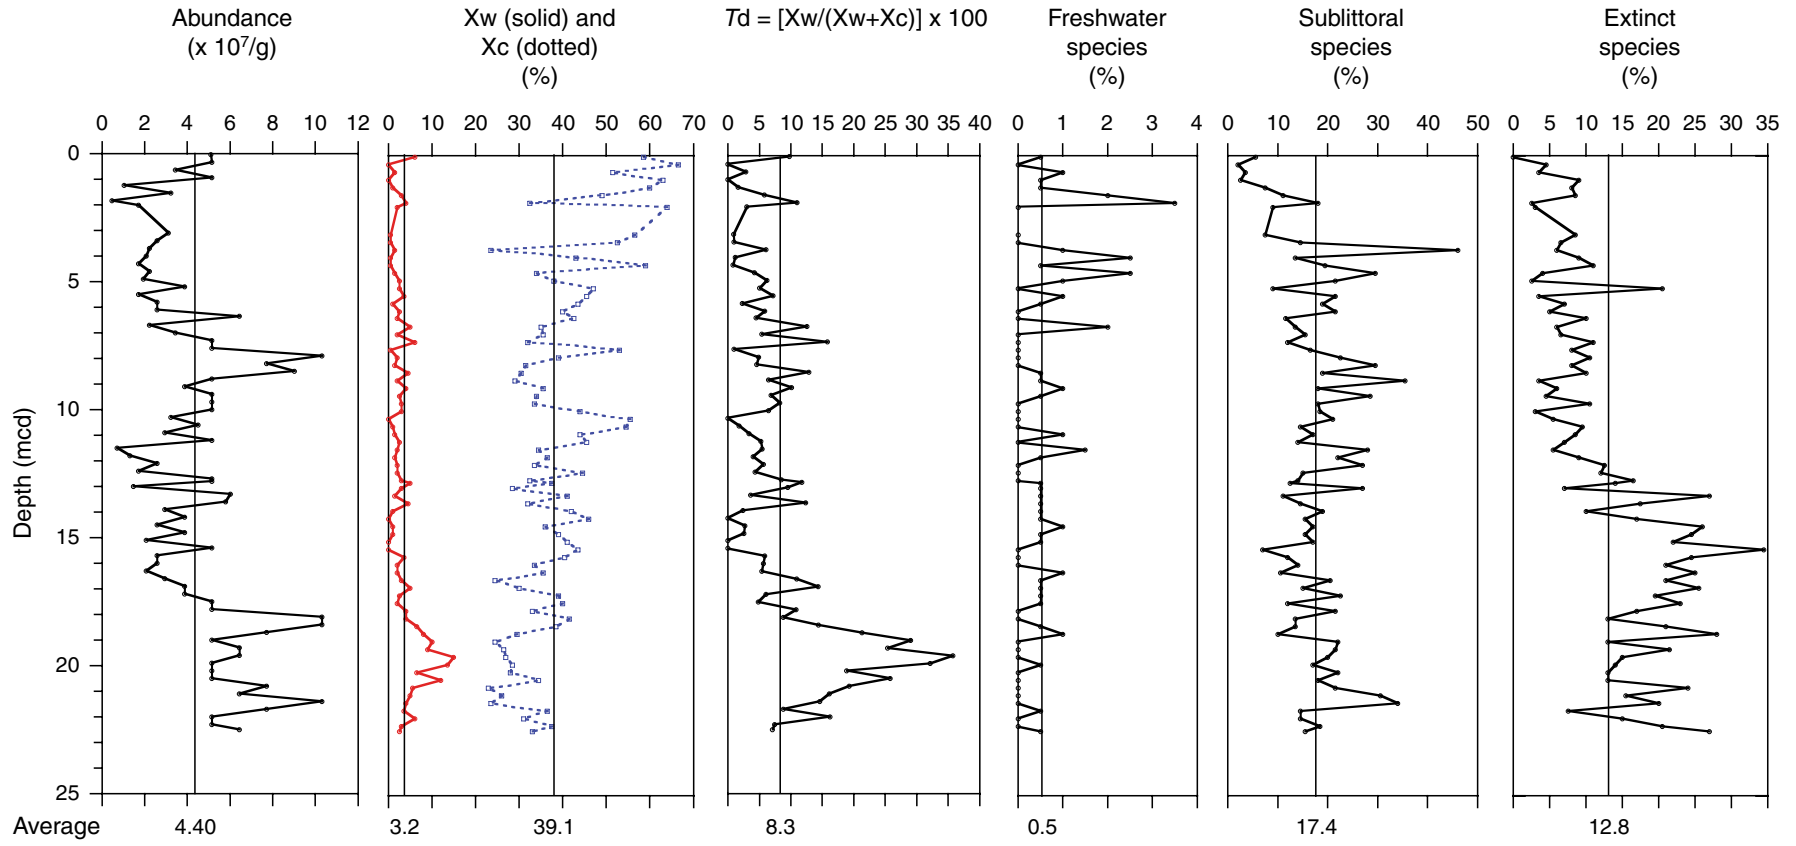 Abundance
(x 10⁷/g)
Xw (solid) and
Xc (dotted)
(%)
Td = [Xw/(Xw+Xc)] x 100
Freshwater
species
(%)
Sublittoral
species
(%)
Extinct
species
(%)
0 2 4 6 8 10 12
0 10 20 30 40 50 60 70
0 5 10 15 20 25 30 35 40
0 1 2 3 4
0 10 20 30 40 50
0 5 10 15 20 25 30 35
Depth (mcd)
0
5
10
15
20
25
Average 4.40 3.2 39.1 8.3 0.5 17.4 12.8